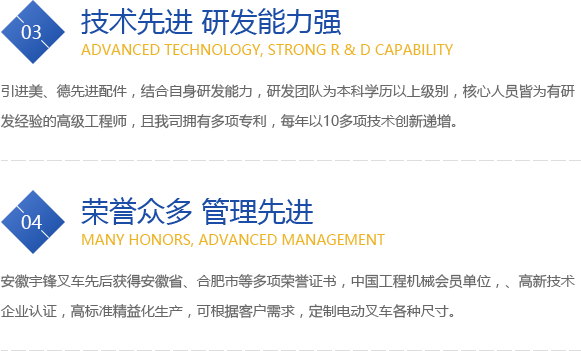 03
技术先进 研发能力强
ADVANCED TECHNOLOGY, STRONG R & D CAPABILITY
引进美、德先进配件，结合自身研发能力，研发团队为本科学历以上级别，核心人员皆为有研
发经验的高级工程师，且我司拥有多项专利，每年以10多项技术创新递增。
04
荣誉众多 管理先进
MANY HONORS, ADVANCED MANAGEMENT
安徽宇锋叉车先后获得安徽省、合肥市等多项荣誉证书，中国工程机械会员单位，、高新技术
企业认证，高标准精益化生产，可根据客户需求，定制电动叉车各种尺寸。